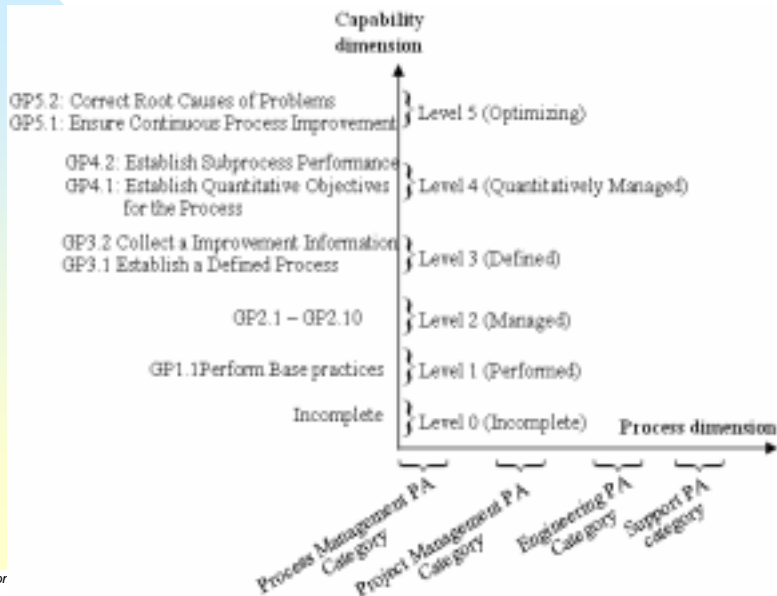 Capability
dimension
GP5.2: Correct Root Causes of Problems
GP5.1: Ensure Continuous Process Improvement
Level 5 (Optimizing)
GP4.2: Establish Subprocess Performance
GP4.1: Establish Quantitative Objectives
for the Process
Level 4 (Quantitatively Managed)
GP3.2 Collect a Improvement Information
GP3.1 Establish a Defined Process
Level 3 (Defined)
GP2.1 – GP2.10
Level 2 (Managed)
GP1.1Perform Base practices
Level 1 (Performed)
Incomplete
Level 0 (Incomplete)
Process dimension
Process Management PA
Category
Project Management PA
Category
Engineering PA
Category
Support PA
category
or